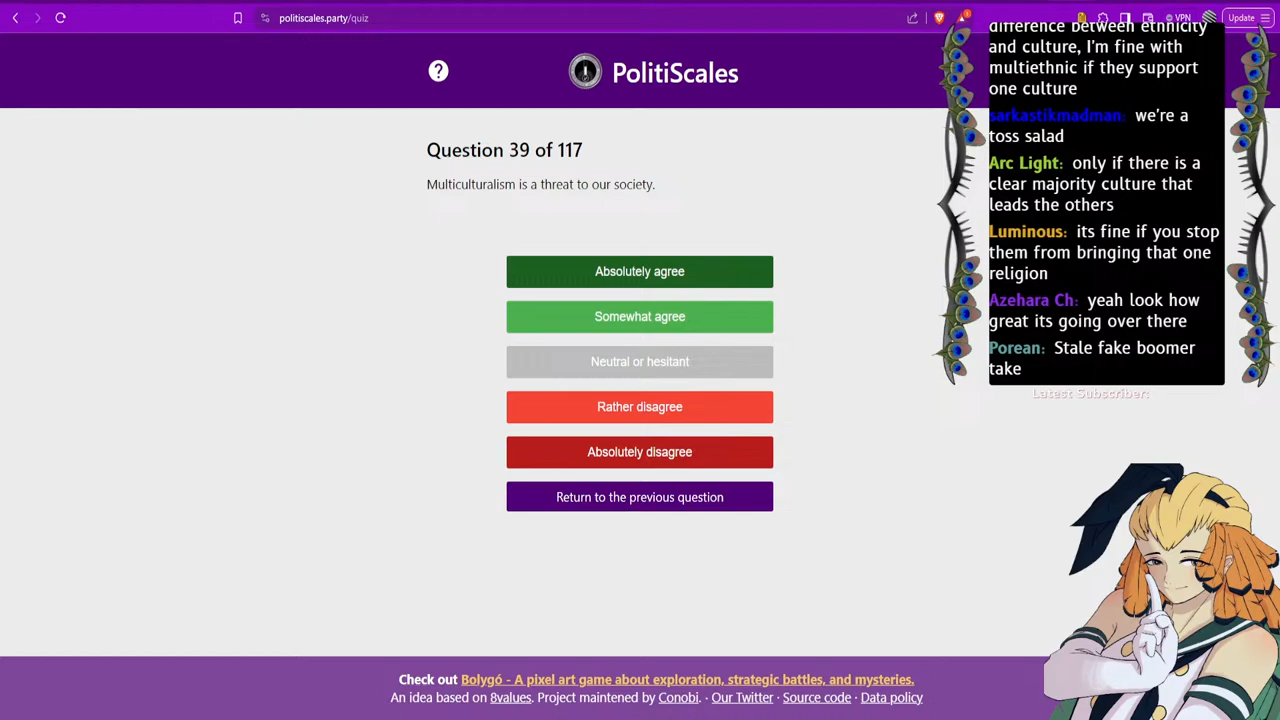 politiscales.party/quiz
VPN
Update
PolitiScales
Question 39 of 117
Multiculturalism is a threat to our society.
Absolutely agree
Somewhat agree
Neutral or hesitant
Rather disagree
Absolutely disagree
Return to the previous question
difference between ethnicity
and culture, I'm fine with
multiethnic if they support
one culture
sarkastikmadman: we're a
toss salad
Arc Light: only if there is a
clear majority culture that
leads the others
Luminous: its fine if you stop
them from bringing that one
religion
Azehara Ch: yeah look how
great its going over there
Porean: Stale fake boomer
take
Latest Subscriber:
Check out Bolygó - A pixel art game about exploration, strategic battles, and mysteries.
An idea based on 8values. Project maintened by Conobi. · Our Twitter · Source code · Data policy